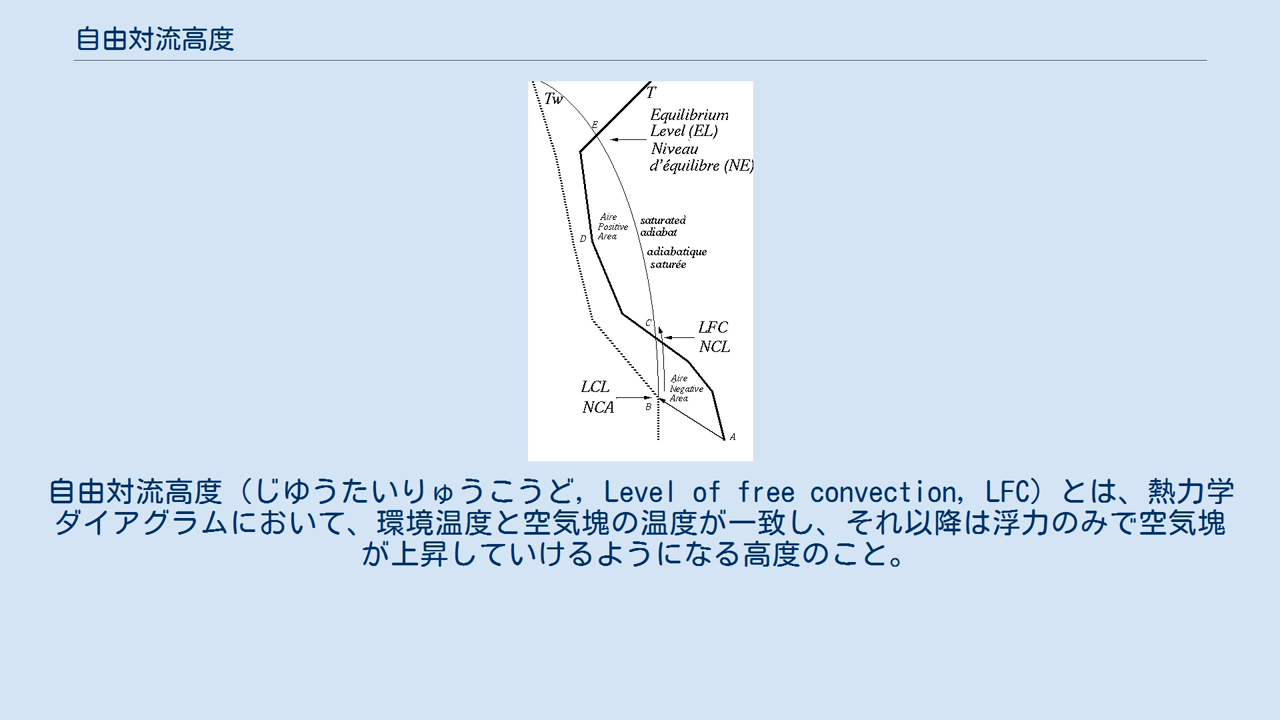 自由対流高度
Tw
T
E
Equilibrium
Level (EL)
Niveau
d'équilibre (NE)
Aire
Positive
Area
D
saturated
adiabat
adiabatique
saturée
C
LFC
NCL
Aire
Negative
Area
LCL
NCA
B
A
自由対流高度（じゆうたいりゅうこうど, Level of free convection, LFC）とは、熱力学
ダイアグラムにおいて、環境温度と空気塊の温度が一致し、それ以降は浮力のみで空気塊
が上昇していけるようになる高度のこと。